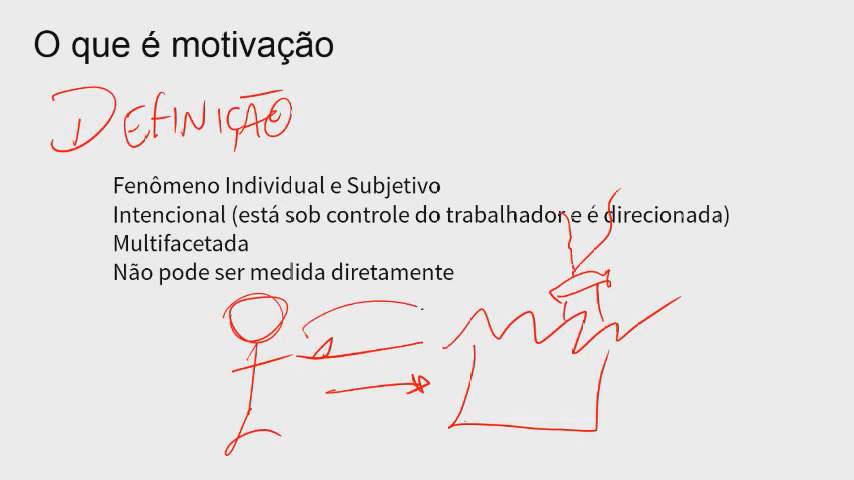 O que é motivação
DEFINIÇÃO
Fenômeno Individual e Subjetivo
Intencional (está sob controle do trabalhador e é direcionada)
Multifacetada
Não pode ser medida diretamente